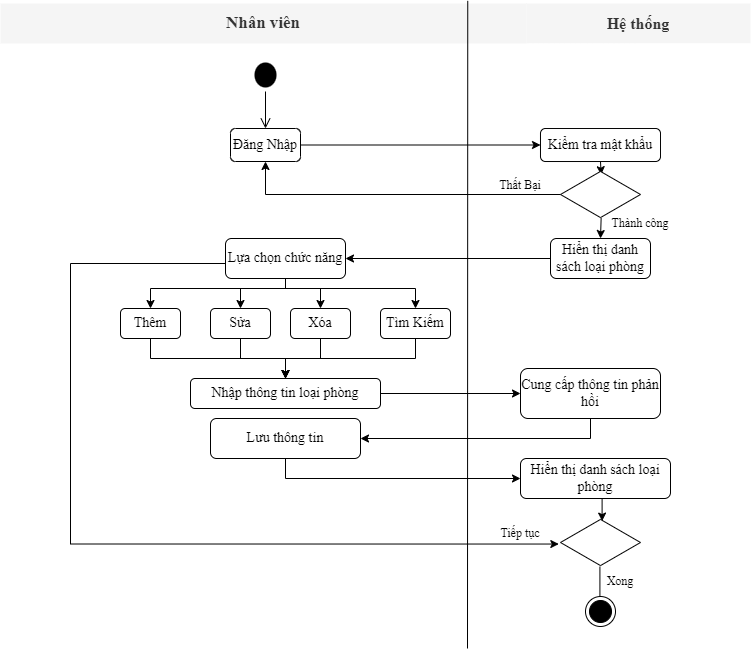 Nhân viên
Hệ thống
Đăng Nhập
Kiểm tra mật khẩu
Thất Bại
Thành công
Lựa chọn chức năng
Hiển thị danh
sách loại phòng
Thêm
Sửa
Xóa
Tìm Kiếm
Nhập thông tin loại phòng
Cung cấp thông tin phản
hồi
Lưu thông tin
Hiển thị danh sách loại
phòng
Tiếp tục
Xong